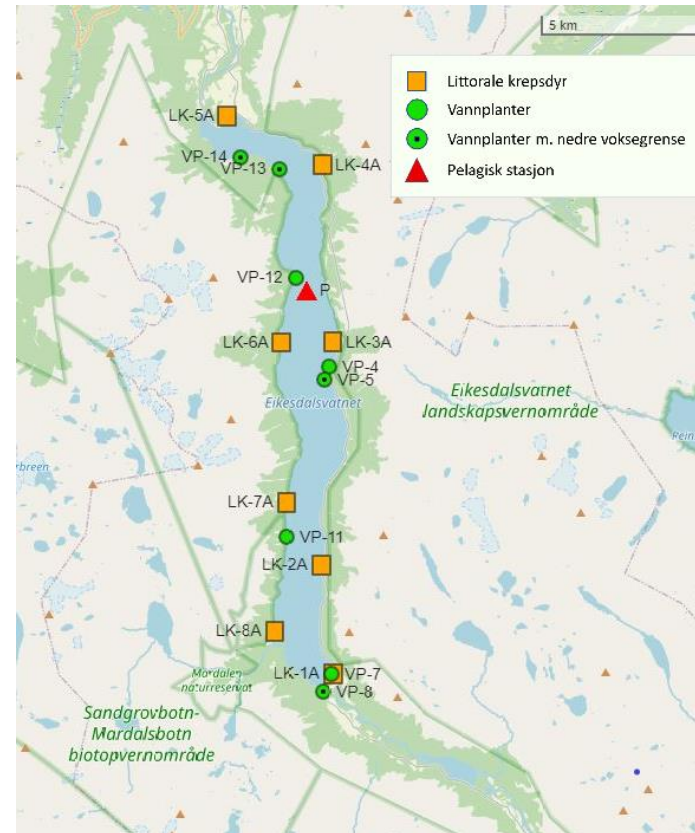 5 km
Littorale krepsdyr
Vannplanter
Vannplanter m. nedre voksegrense
Pelagisk stasjon
LK-5A
VP-14
VP-13
LK-4A
VP-12
P
LK-6A
LK-3A
VP-4
VP-5
Eikesdalsvatnet
Eikesdalsvatnet
landskapsvernområde
LK-7A
VP-11
LK-2A
LK-8A
LK-1A
VP-7
VP-8
Mardalen
naturreservat
Sandgrovbotn-
Mardalsbotn
biotopvernområde